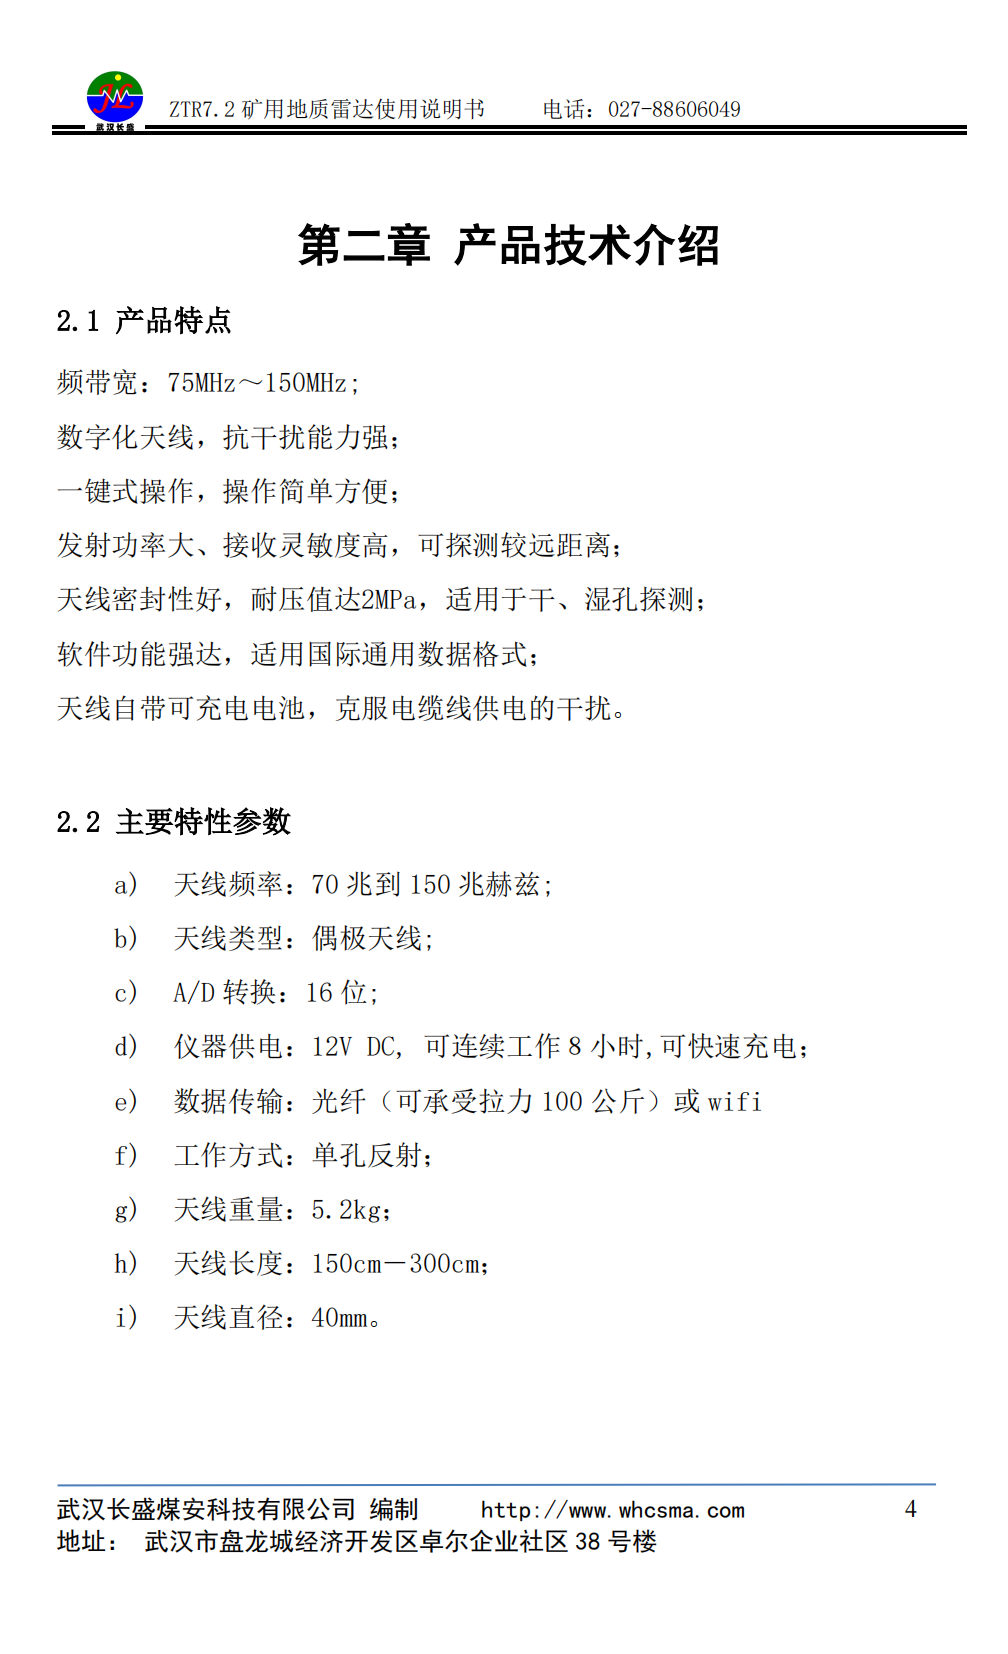 武汉长盛
ZTR7.2 矿用地质雷达使用说明书 电话：027-88606049
第二章 产品技术介绍
2.1 产品特点
频带宽：75MHz～150MHz；
数字化天线，抗干扰能力强；
一键式操作，操作简单方便；
发射功率大、接收灵敏度高，可探测较远距离；
天线密封性好，耐压值达2MPa，适用于干、湿孔探测；
软件功能强达，适用国际通用数据格式；
天线自带可充电电池，克服电缆线供电的干扰。
2.2 主要特性参数
a) 天线频率：70 兆到 150 兆赫兹；
b) 天线类型：偶极天线；
c) A/D 转换：16 位；
d) 仪器供电：12V DC, 可连续工作 8 小时,可快速充电；
e) 数据传输：光纤（可承受拉力 100 公斤）或 wifi
f) 工作方式：单孔反射；
g) 天线重量：5.2kg；
h) 天线长度：150cm－300cm；
i) 天线直径：40mm。
武汉长盛煤安科技有限公司 编制 http://www.whcsma.com 4
地址： 武汉市盘龙城经济开发区卓尔企业社区 38 号楼